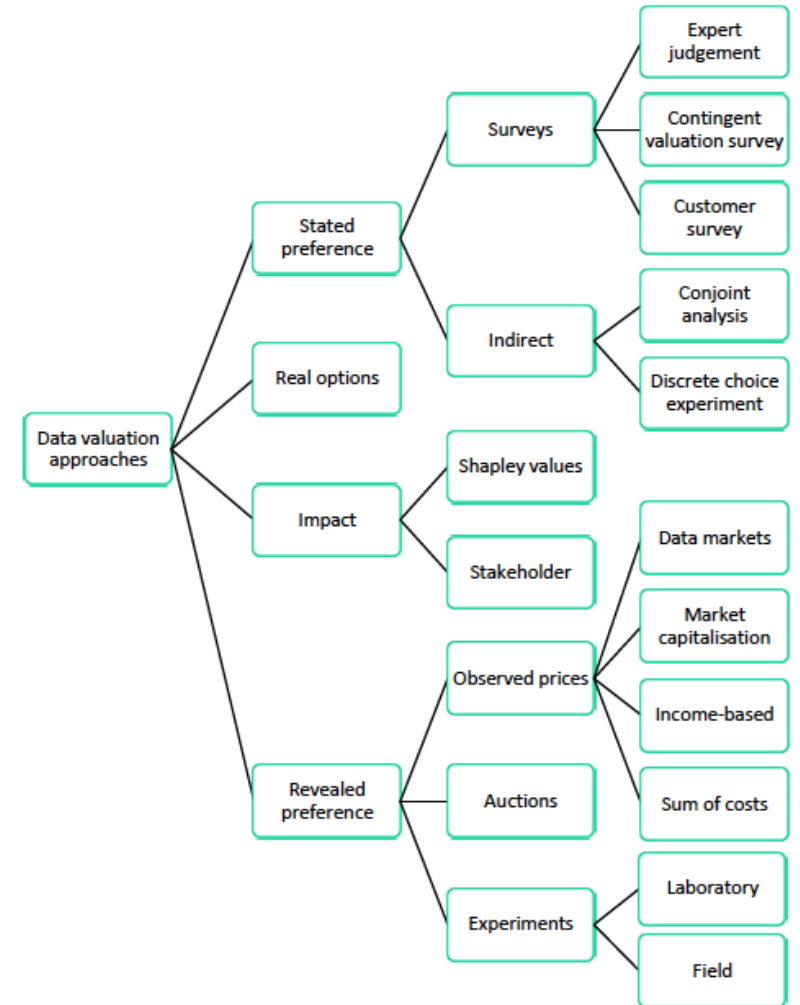 Expert
judgement
Surveys
Contingent
valuation survey
Stated
preference
Customer
survey
Conjoint
analysis
Indirect
Real options
Discrete choice
experiment
Data valuation
approaches
Shapley values
Impact
Data markets
Stakeholder
Market
capitalisation
Observed prices
Income-based
Revealed
preference
Auctions
Sum of costs
Laboratory
Experiments
Field